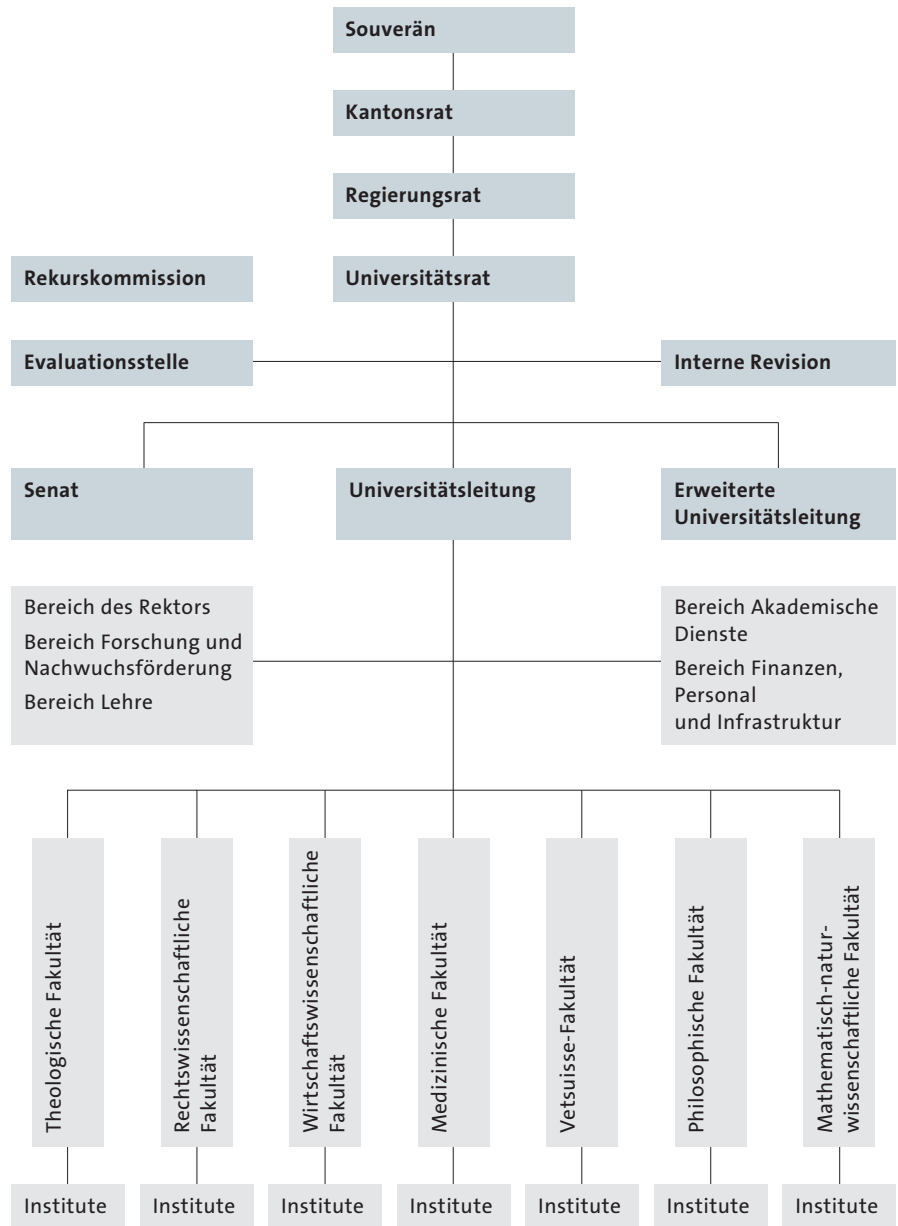 Souverän
Kantonsrat
Regierungsrat
Rekurskommission
Universitätsrat
Evaluationsstelle
Interne Revision
Senat
Universitätsleitung
Erweiterte
Universitätsleitung
Bereich des Rektors
Bereich Forschung und
Nachwuchsförderung
Bereich Lehre
Bereich Akademische
Dienste
Bereich Finanzen,
Personal
und Infrastruktur
Theologische Fakultät
Rechtswissenschaftliche
Fakultät
Wirtschaftswissenschaftliche
Fakultät
Medizinische Fakultät
Vetsuisse-Fakultät
Philosophische Fakultät
Mathematisch-natur-
wissenschaftliche Fakultät
Institute
Institute
Institute
Institute
Institute
Institute
Institute